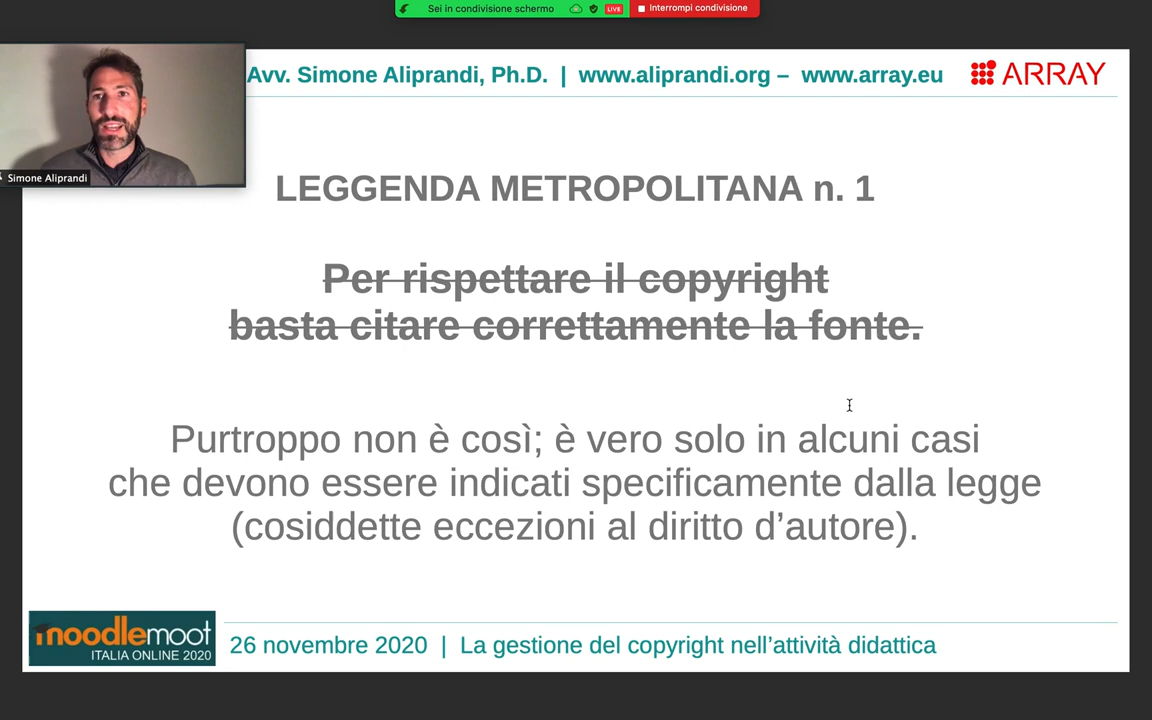 Sei in condivisione schermo LIVE Interrompi condivisione
Avv. Simone Aliprandi, Ph.D. | www.aliprandi.org – www.array.eu ARRAY
Simone Aliprandi
LEGGENDA METROPOLITANA n. 1
Per rispettare il copyright
basta citare correttamente la fonte.
Purtroppo non è così; è vero solo in alcuni casi
che devono essere indicati specificamente dalla legge
(cosiddette eccezioni al diritto d’autore).
moodlemoot
ITALIA ONLINE 2020
26 novembre 2020 | La gestione del copyright nell’attività didattica